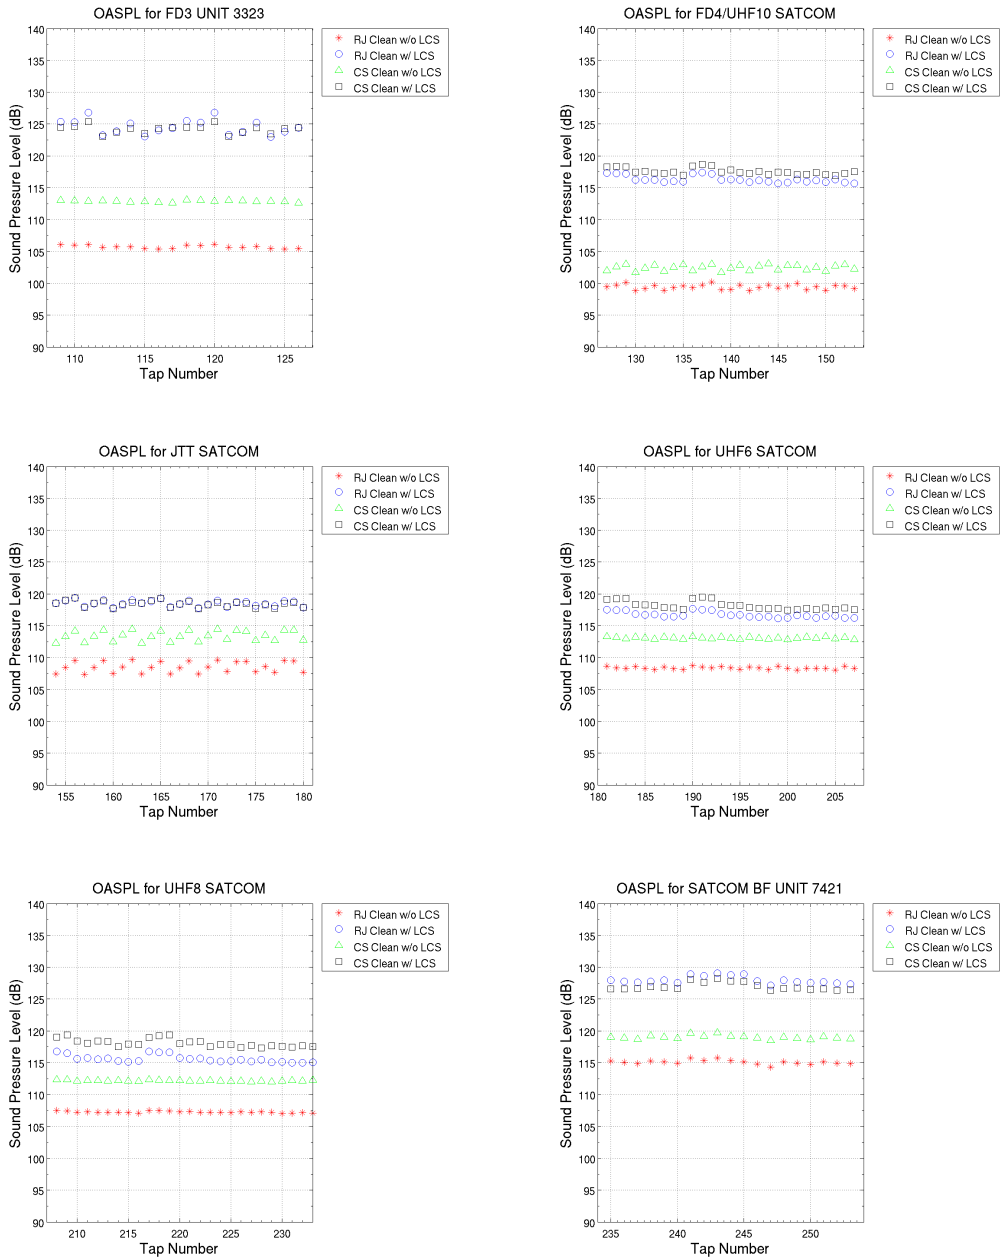 OASPL for FD3 UNIT 3323
140
135
130
125
120
115
110
105
100
95
90
110 115 120 125
Sound Pressure Level (dB)
Tap Number
RJ Clean w/o LCS
RJ Clean w/ LCS
CS Clean w/o LCS
CS Clean w/ LCS
OASPL for FD4/UHF10 SATCOM
140
135
130
125
120
115
110
105
100
95
90
130 135 140 145 150
Sound Pressure Level (dB)
Tap Number
RJ Clean w/o LCS
RJ Clean w/ LCS
CS Clean w/o LCS
CS Clean w/ LCS
OASPL for JTT SATCOM
140
135
130
125
120
115
110
105
100
95
90
155 160 165 170 175 180
Sound Pressure Level (dB)
Tap Number
RJ Clean w/o LCS
RJ Clean w/ LCS
CS Clean w/o LCS
CS Clean w/ LCS
OASPL for UHF6 SATCOM
140
135
130
125
120
115
110
105
100
95
90
180 185 190 195 200 205
Sound Pressure Level (dB)
Tap Number
RJ Clean w/o LCS
RJ Clean w/ LCS
CS Clean w/o LCS
CS Clean w/ LCS
OASPL for UHF8 SATCOM
140
135
130
125
120
115
110
105
100
95
90
210 215 220 225 230
Sound Pressure Level (dB)
Tap Number
RJ Clean w/o LCS
RJ Clean w/ LCS
CS Clean w/o LCS
CS Clean w/ LCS
OASPL for SATCOM BF UNIT 7421
140
135
130
125
120
115
110
105
100
95
90
235 240 245 250
Sound Pressure Level (dB)
Tap Number
RJ Clean w/o LCS
RJ Clean w/ LCS
CS Clean w/o LCS
CS Clean w/ LCS